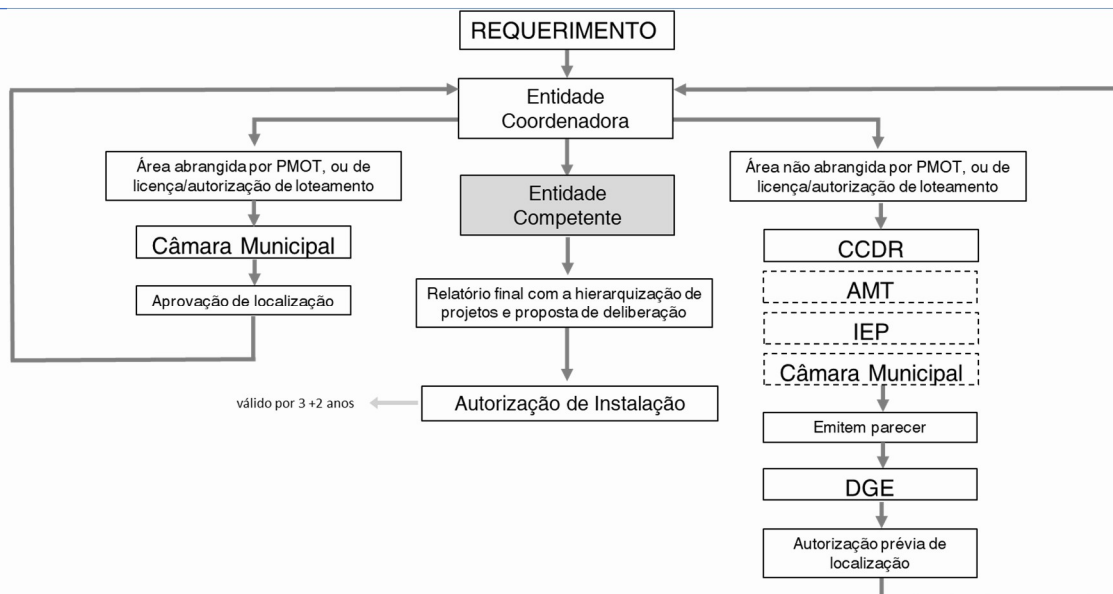 REQUERIMENTO
Entidade
Coordenadora
Área abrangida por PMOT, ou de
licença/autorização de loteamento
Câmara Municipal
Aprovação de localização
Entidade
Competente
Relatório final com a hierarquização de
projetos e proposta de deliberação
Autorização de Instalação
válido por 3 +2 anos
Área não abrangida por PMOT, ou de
licença/autorização de loteamento
CCDR
AMT
IEP
Câmara Municipal
Emitem parecer
DGE
Autorização prévia de
localização